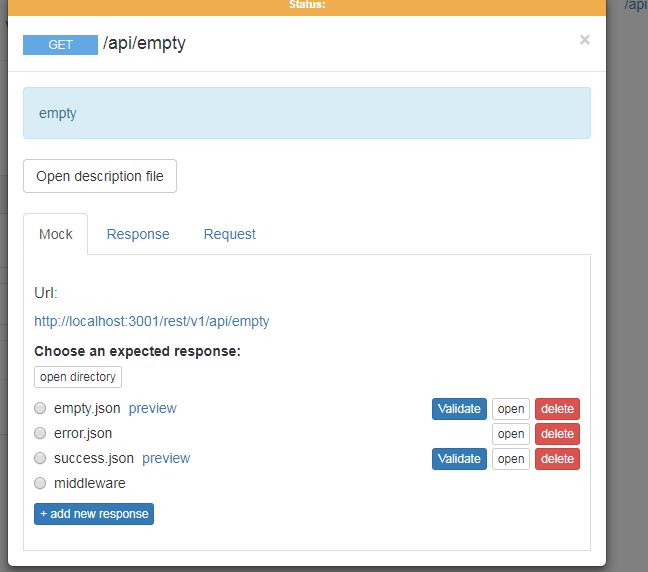 Status:
/api
GET /api/empty ×
empty
Open description file
Mock Response Request
Url:
http://localhost:3001/rest/v1/api/empty
Choose an expected response:
open directory
empty.json preview Validate open delete
error.json open delete
success.json preview Validate open delete
middleware
+ add new response